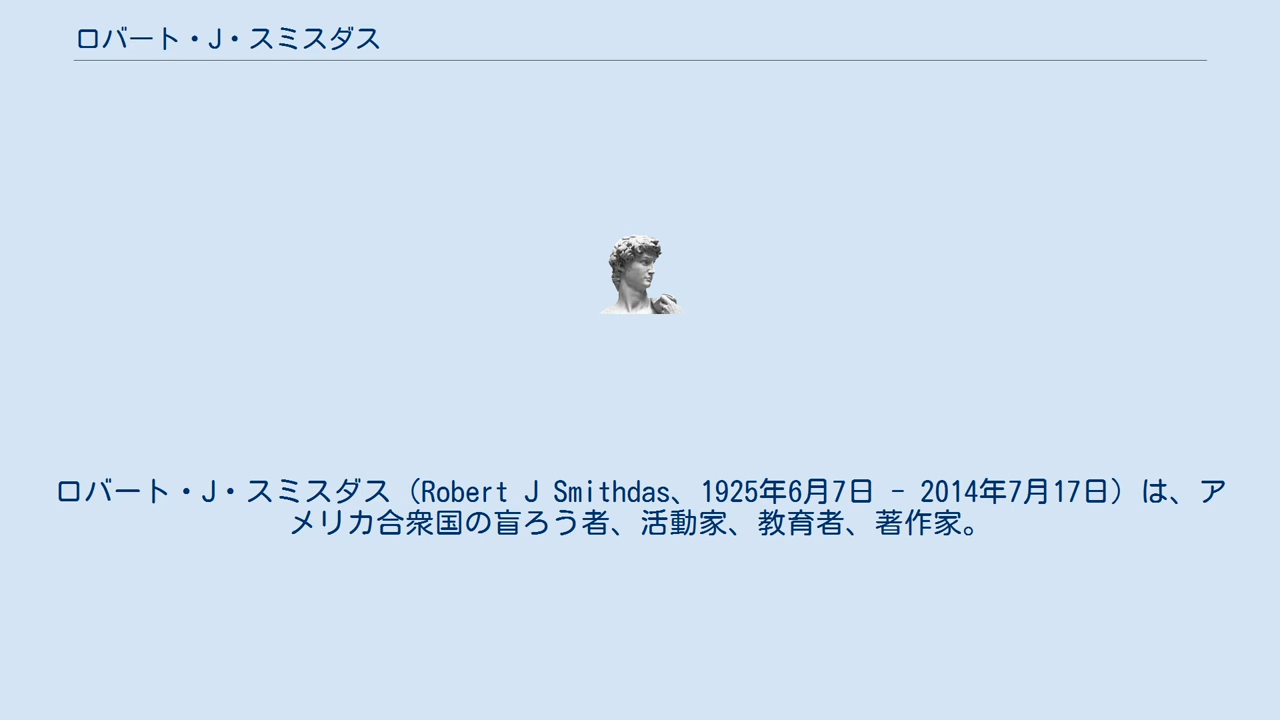 ロバート・J・スミスダス
ロバート・J・スミスダス（Robert J Smithdas、1925年6月7日 - 2014年7月17日）は、ア
メリカ合衆国の盲ろう者、活動家、教育者、著作家。